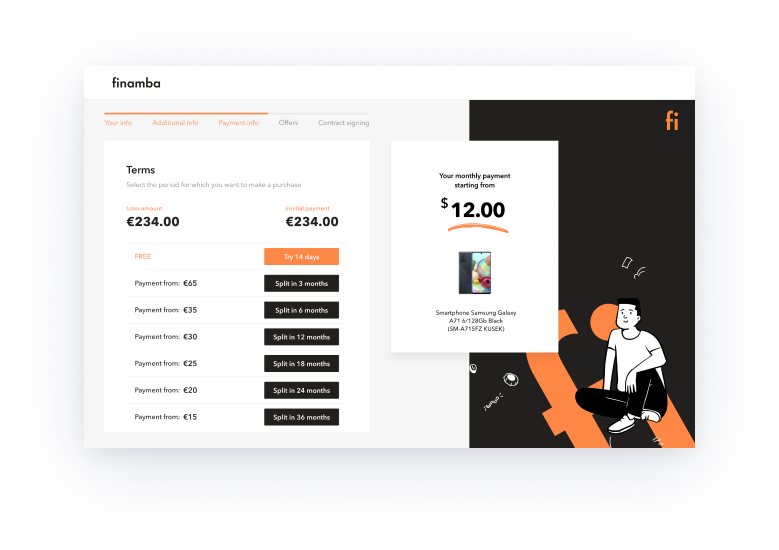 finamba
Your info Additional info Payment info Offers Contract signing
Terms
Select the period for which you want to make a purchase
Loan amount Innitial payment
€234.00 €234.00
FREE Try 14 days
Payment from: €65 Split in 3 months
Payment from: €35 Split in 6 months
Payment from: €30 Split in 12 months
Payment from: €25 Split in 18 months
Payment from: €20 Split in 24 months
Payment from: €15 Split in 36 months
Your monthly payment
starting from
$12.00
Smartphone Samsung Galaxy
A71 6/128Gb Black
(SM-A715FZ KUSEK)
fi